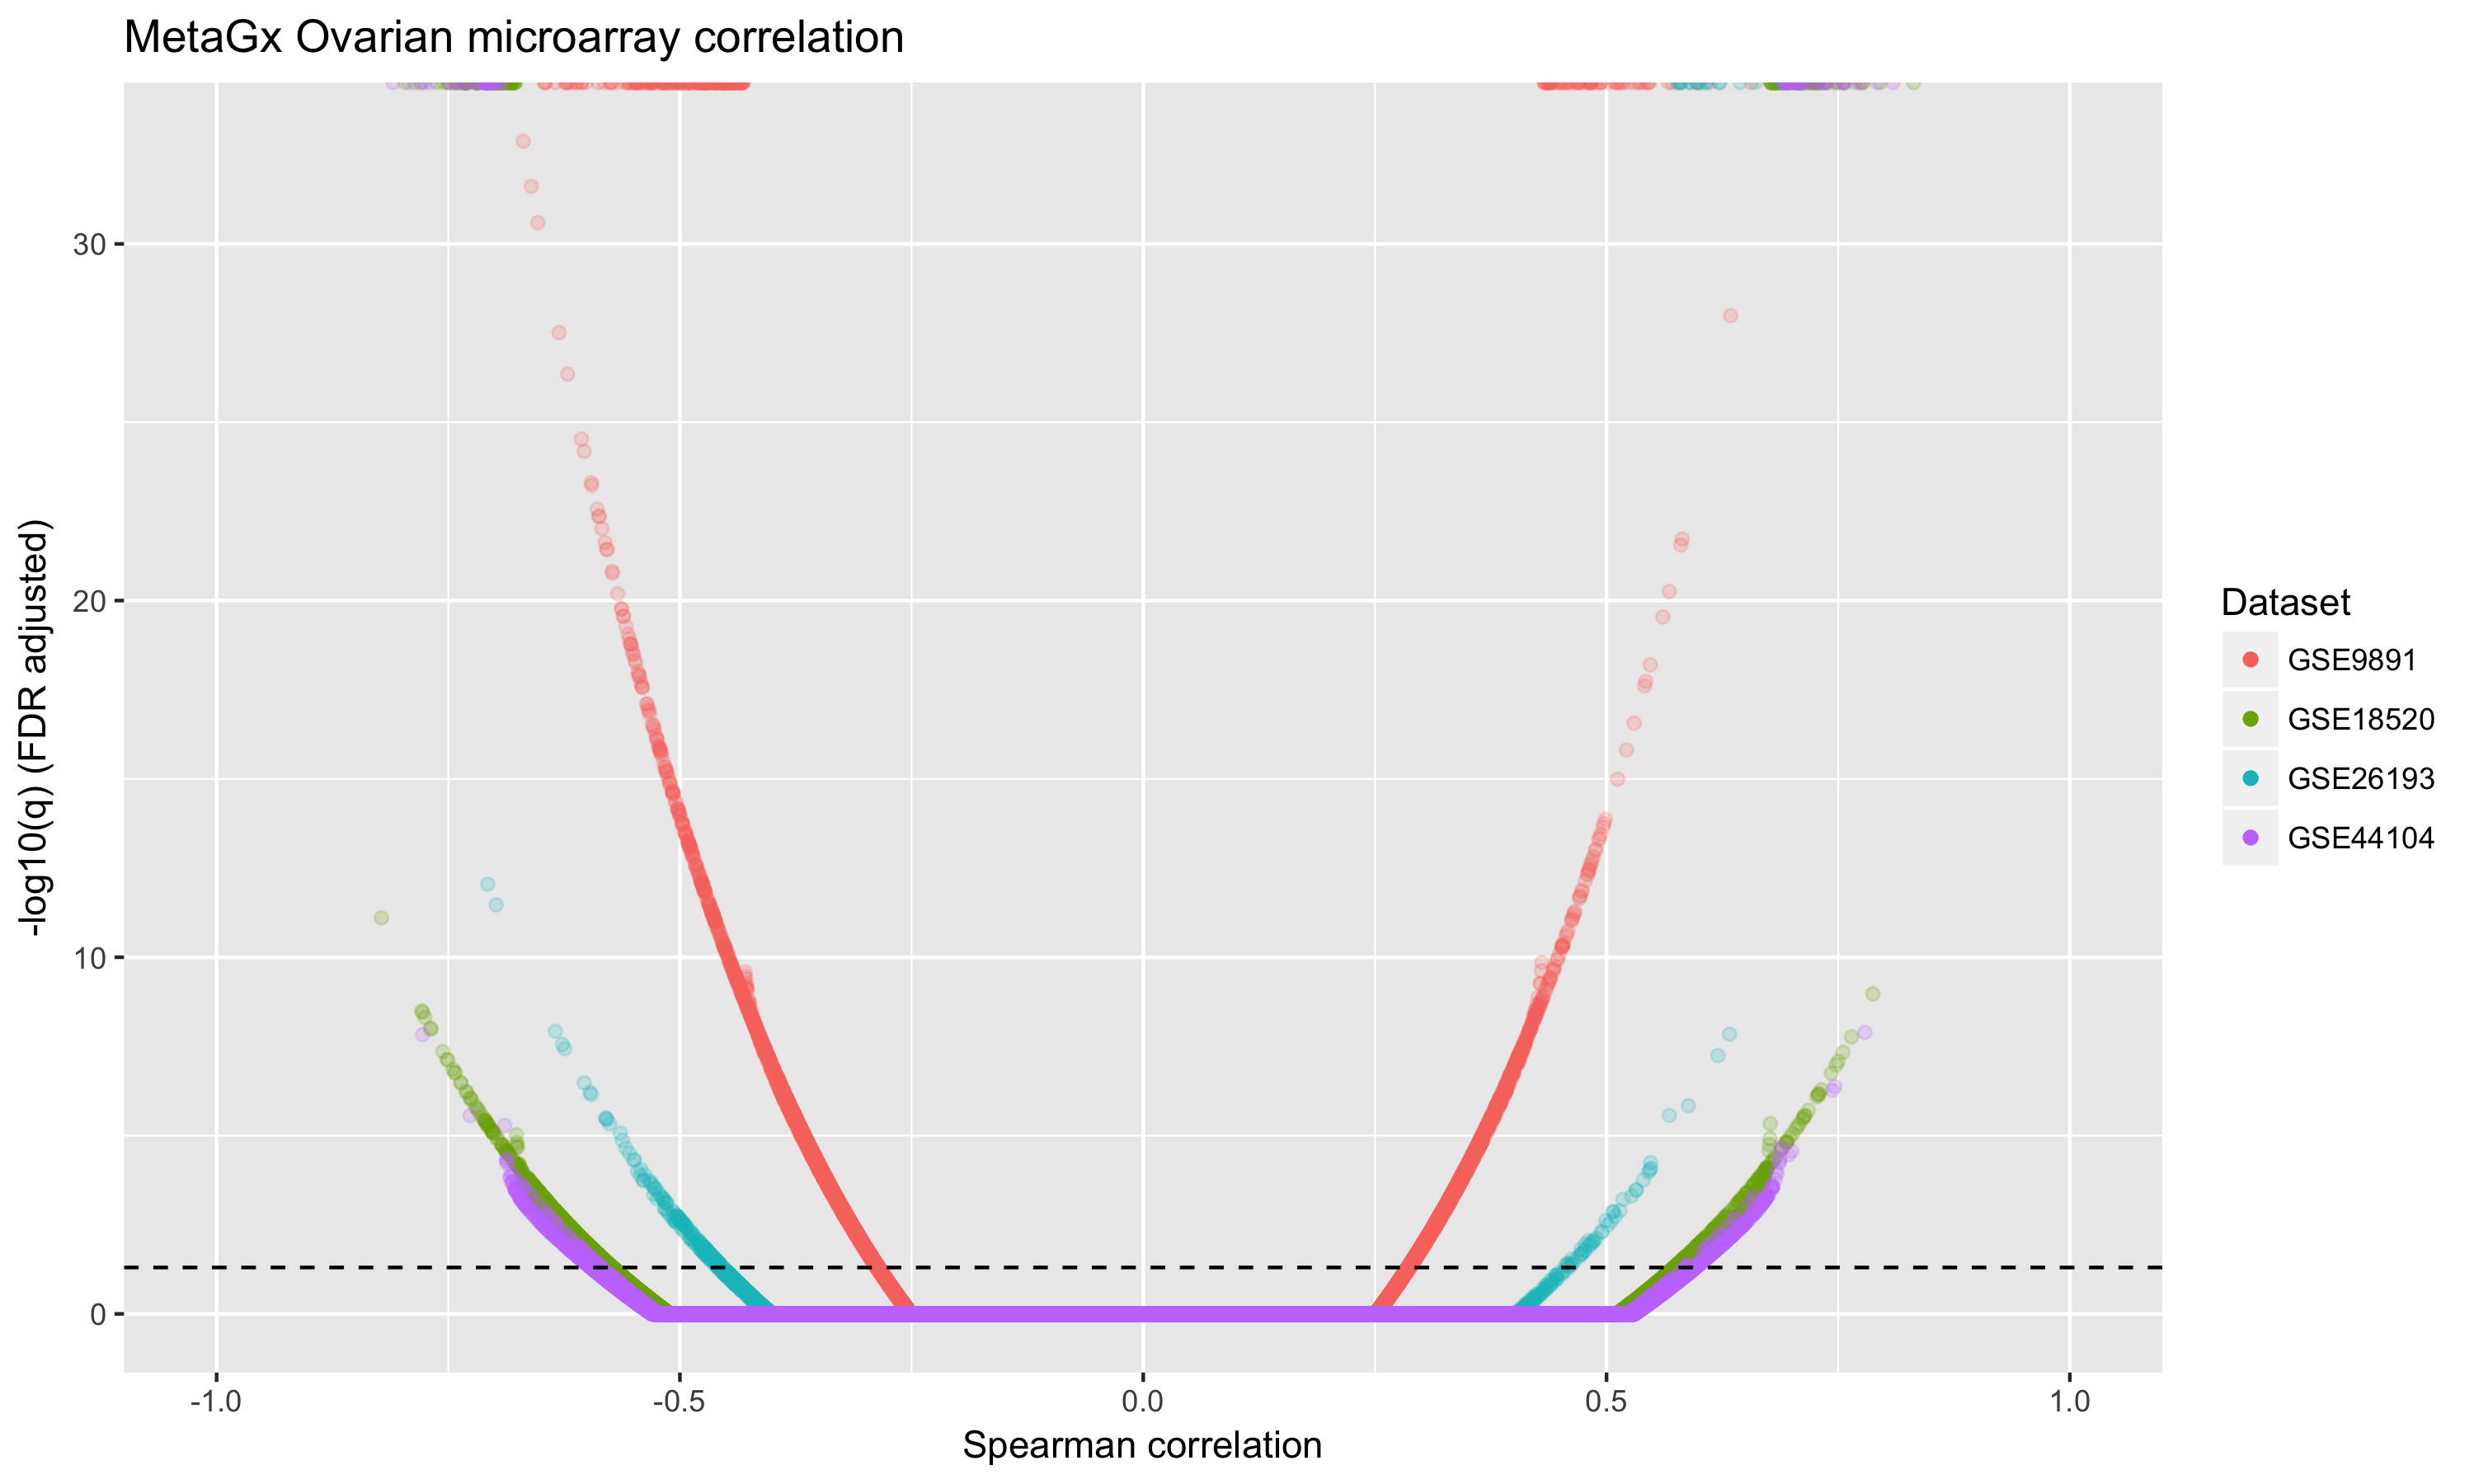 MetaGx Ovarian microarray correlation
-log10(q) (FDR adjusted)
30
20
10
0
-1.0
-0.5
0.0
0.5
1.0
Spearman correlation
Dataset
GSE9891
GSE18520
GSE26193
GSE44104